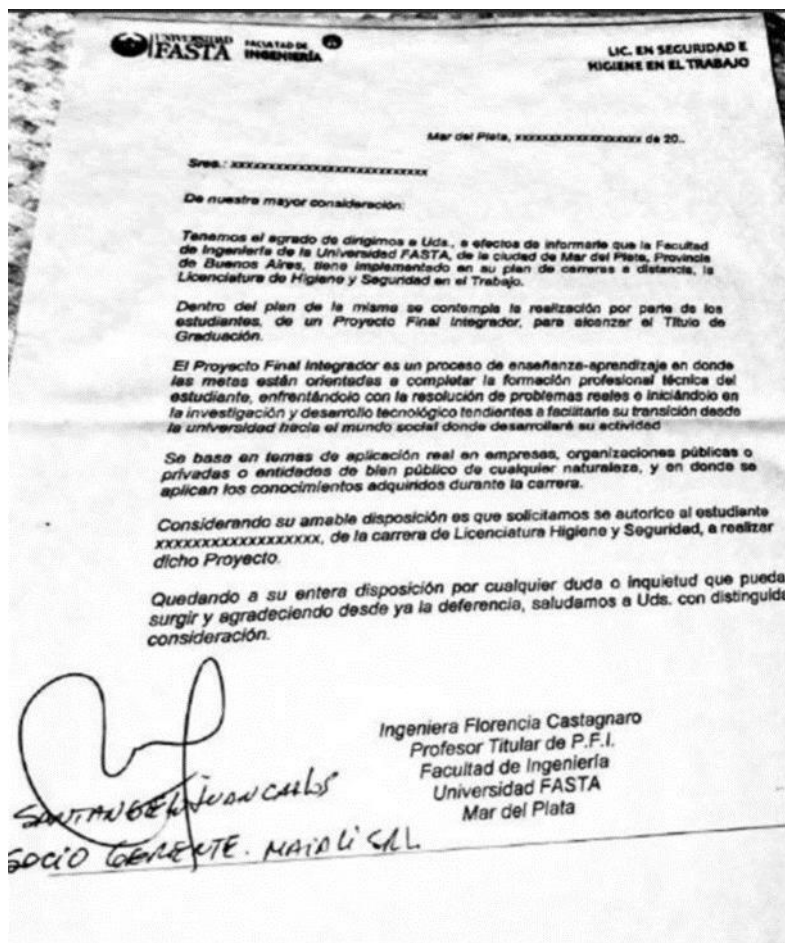 UNIVERSIDAD
FASTA
FACULTAD DE
INGENIERÍA
LIC. EN SEGURIDAD E
HIGIENE EN EL TRABAJO
Mar del Plata, xxxxxxxxxxxxxxxxxxxx de 20..
Sres.: xxxxxxxxxxxxxxxxxxxxxxxxxxxx
De nuestra mayor consideración:
Tenemos el agrado de dirigirnos a Uds., a efectos de informarle que la Facultad
de Ingeniería de la Universidad FASTA, de la ciudad de Mar del Plata, Provincia
de Buenos Aires, tiene implementado en su plan de carreras a distancia, la
Licenciatura de Higiene y Seguridad en el Trabajo.
Dentro del plan de la misma se contempla la realización por parte de los
estudiantes, de un Proyecto Final Integrador, para alcanzar el Título de
Graduación.
El Proyecto Final Integrador es un proceso de enseñanza-aprendizaje en donde
las metas están orientadas a completar la formación profesional técnica del
estudiante, enfrentándolo con la resolución de problemas reales e iniciándolo en
la investigación y desarrollo tecnológico tendientes a facilitarle su transición desde
la universidad hacia el mundo social donde desarrollará su actividad
Se basa en temas de aplicación real en empresas, organizaciones públicas o
privadas o entidades de bien público de cualquier naturaleza, y en donde se
aplican los conocimientos adquiridos durante la carrera.
Considerando su amable disposición es que solicitamos se autorice al estudiante
xxxxxxxxxxxxxxxxxx, de la carrera de Licenciatura Higiene y Seguridad, a realizar
dicho Proyecto.
Quedando a su entera disposición por cualquier duda o inquietud que pueda
surgir y agradeciendo desde ya la deferencia, saludamos a Uds. con distinguida
consideración.
Ingeniera Florencia Castagnaro
Profesor Titular de P.F.I.
Facultad de Ingeniería
Universidad FASTA
Mar del Plata
JUAN CARLOS
SOCIO GERENTE. SRL